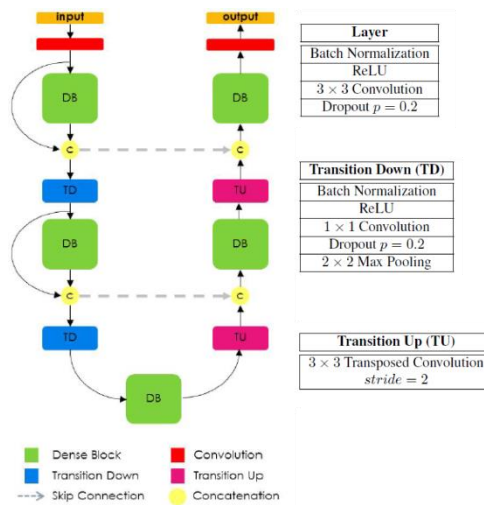 input
output
DB
DB
c
c
TD
TU
DB
DB
c
c
TD
TU
DB
Dense Block
Convolution
Transition Down
Transition Up
Skip Connection
Concatenation
Layer
Batch Normalization
ReLU
3 × 3 Convolution
Dropout p = 0.2
Transition Down (TD)
Batch Normalization
ReLU
1 × 1 Convolution
Dropout p = 0.2
2 × 2 Max Pooling
Transition Up (TU)
3 × 3 Transposed Convolution
stride = 2